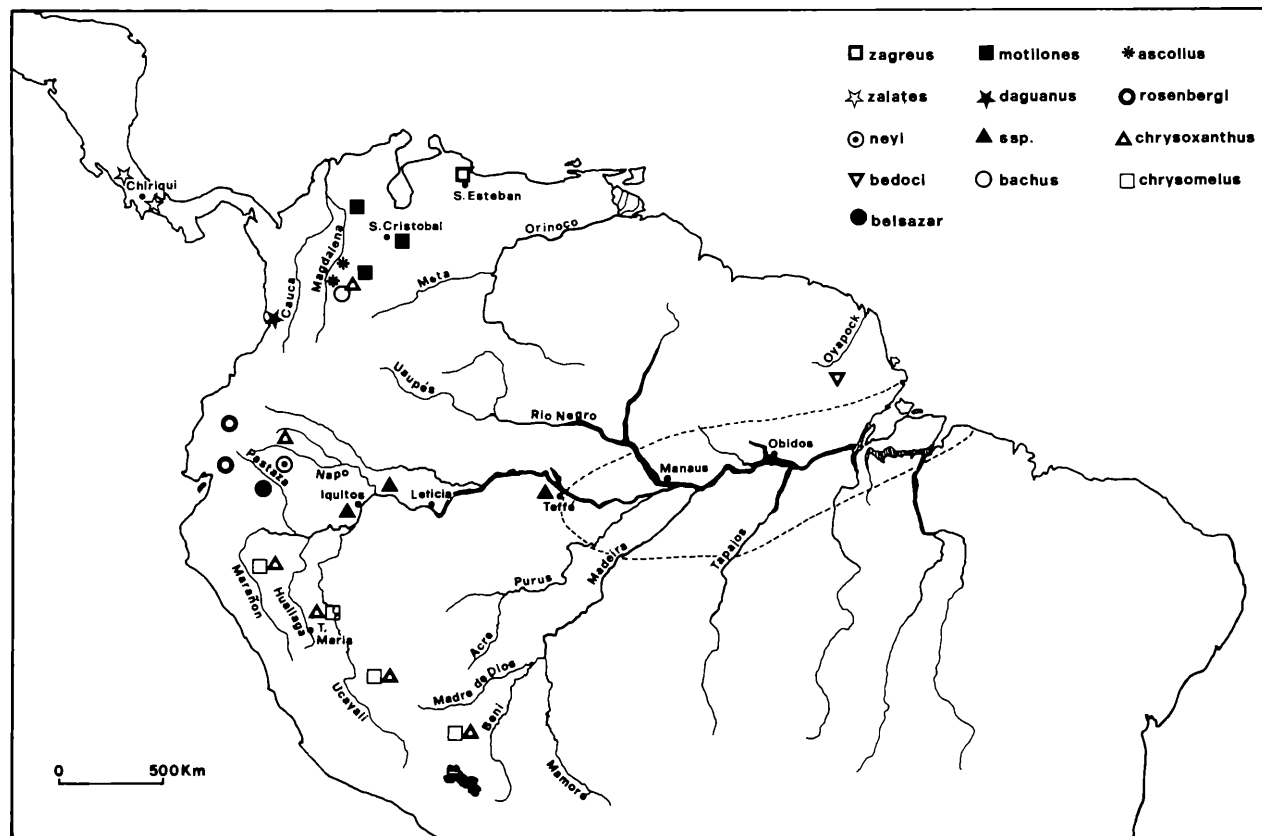 zagreus
motilones
ascolius
zalates
daguanus
rosenbergi
neyi
ssp.
chrysoxanthus
bedoci
bachus
chrysomelus
belsazar
Chiriqui
S. Esteban
S. Cristobal
Orinoco
Magdalena
Cauca
Meta
Oyapock
Uaupés
Rio Negro
Obidos
Manaus
Pastaza
Napo
Iquitos
Leticia
Teffé
Marañon
Huallaga
T. Maria
Purus
Madeira
Tapajos
Acre
Madre de Dios
Ucayali
Beni
Mamoré
0 500Km